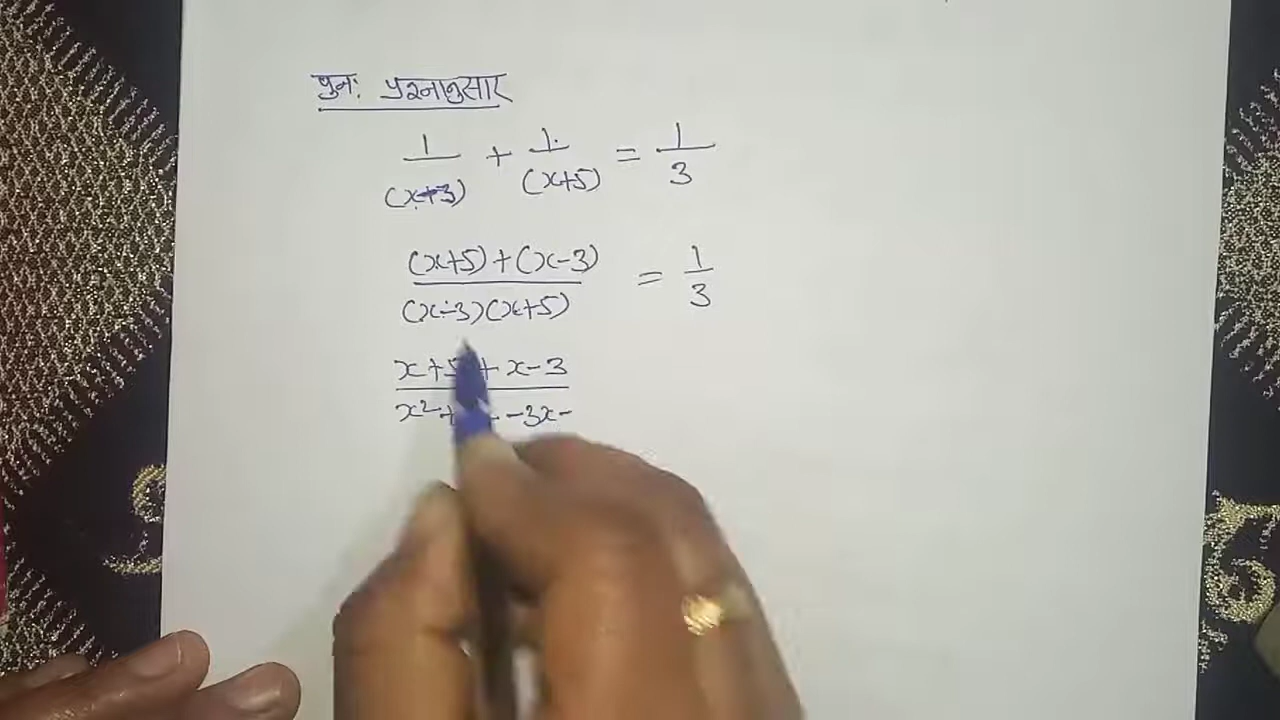 पुनः प्रश्नानुसार
1/(x-3) + 1/(x+5) = 1/3
(x+5)+(x-3)/(x-3)(x+5) = 1/3
x+5+x-3/x²+ -3x-